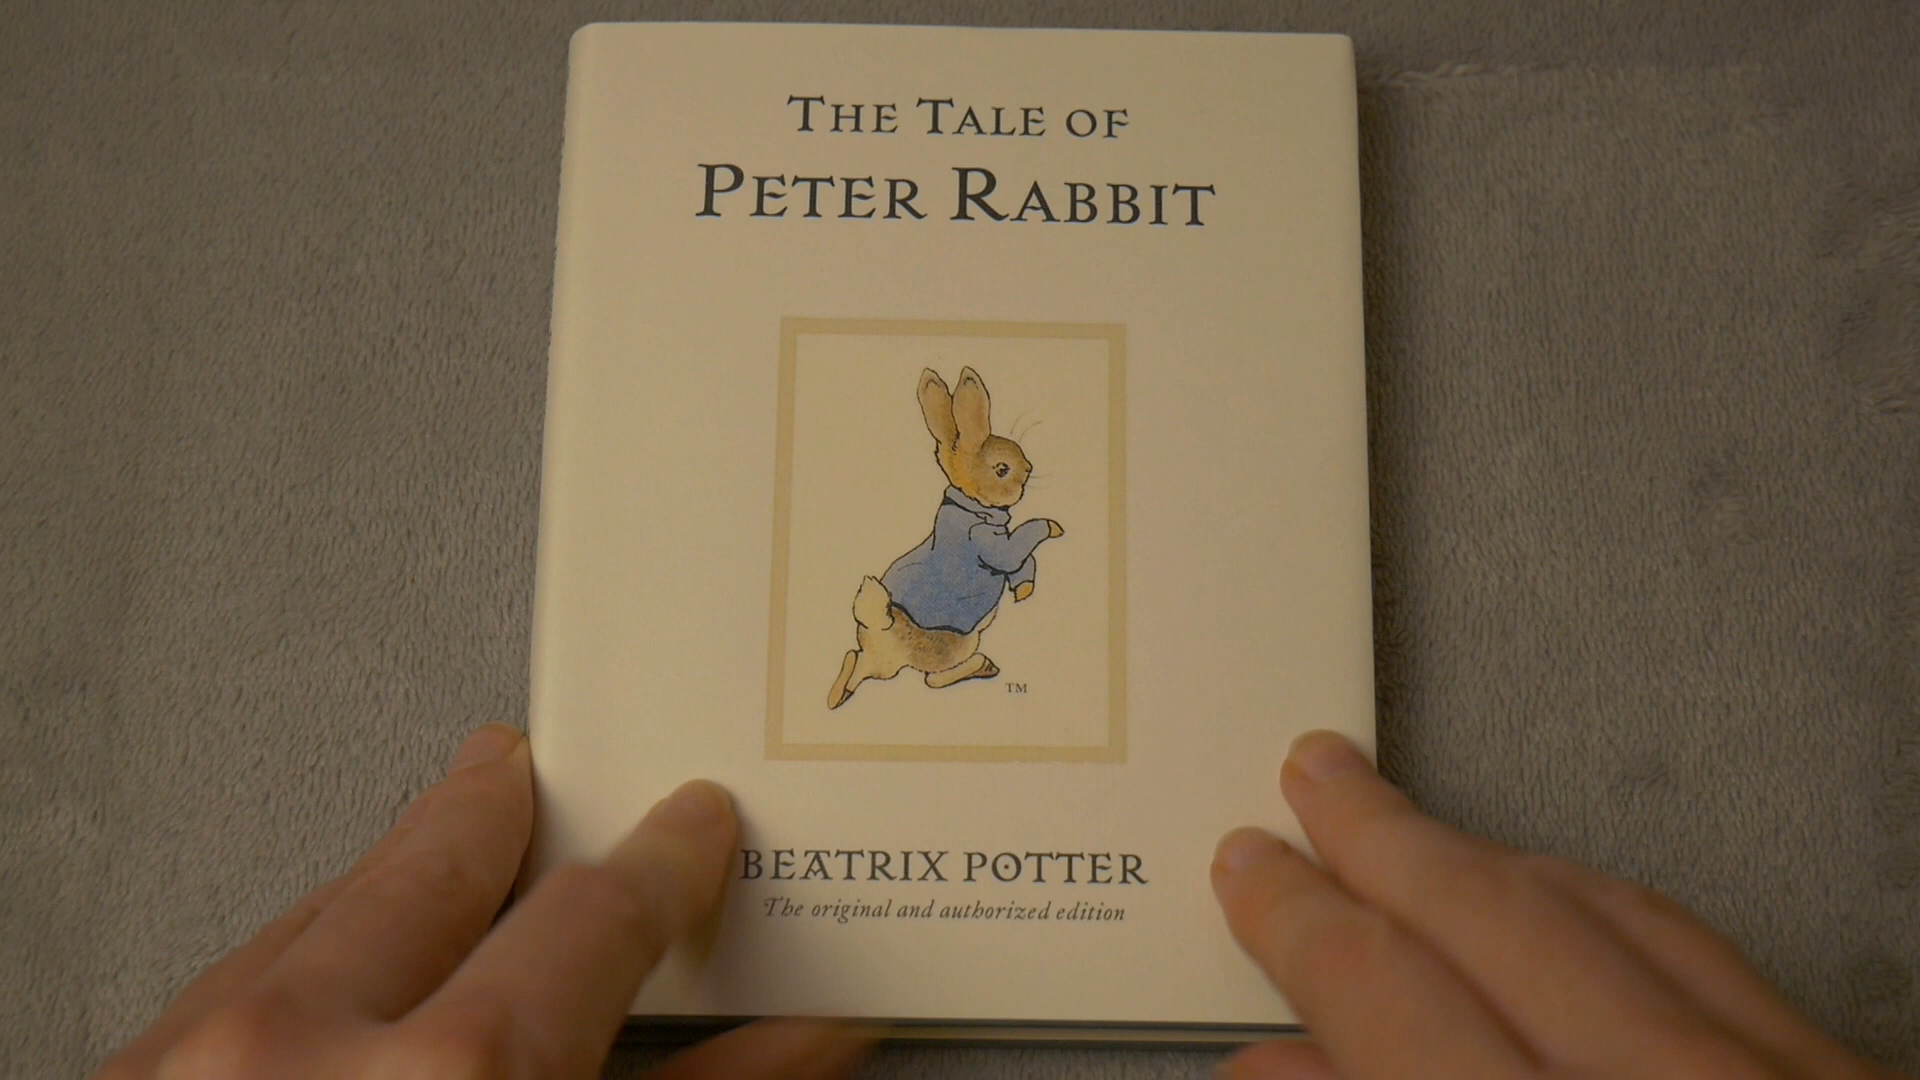 THE TALE OF
PETER RABBIT
TM
BEATRIX POTTER
The original and authorized edition